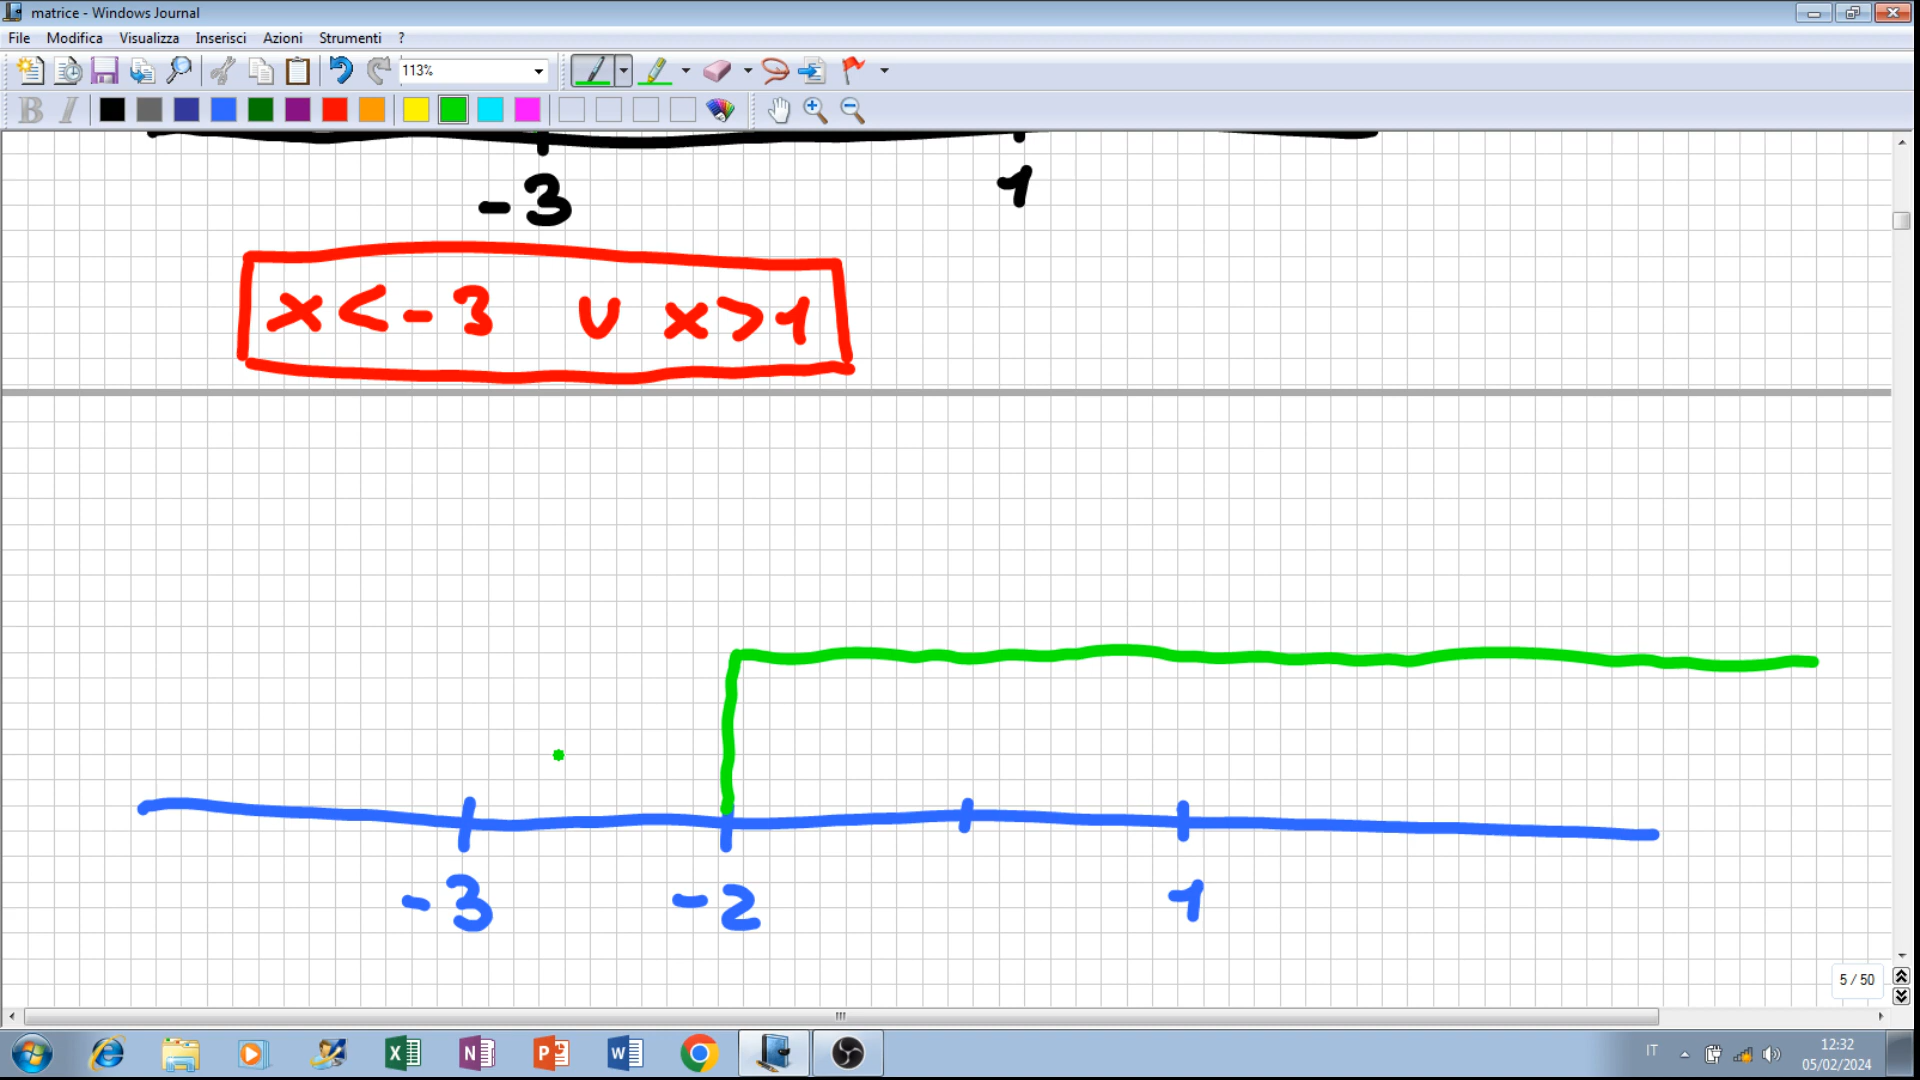 matrice - Windows Journal
File Modifica Visualizza Inserisci Azioni Strumenti ?
113%
B I
-3 1
x<-3 ∪ x>1
-3 -2 1
5 / 50
IT 12:32
05/02/2024